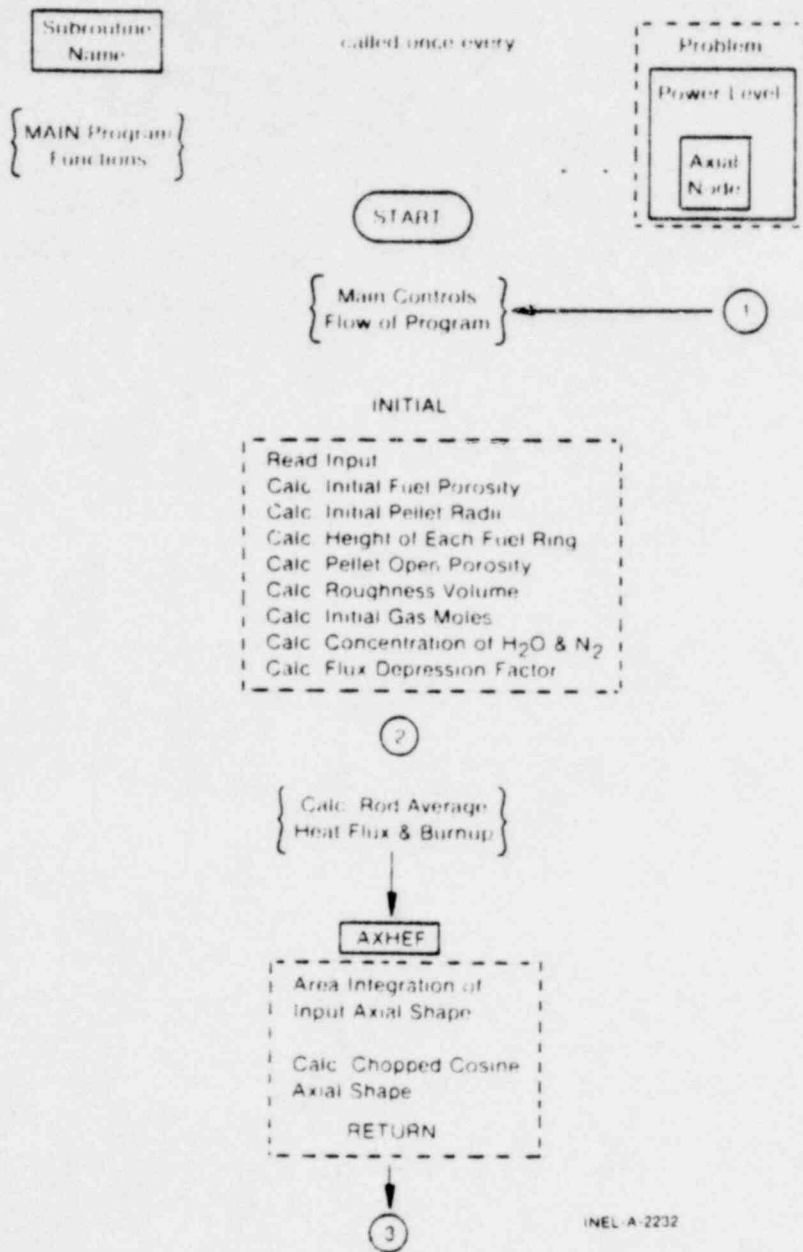 Subroutine
Name
called once every
Problem
Power Level
Axial
Node
MAIN Program
Functions
START
Main Controls
Flow of Program
1
INITIAL
Read Input
Calc Initial Fuel Porosity
Calc Initial Pellet Radii
Calc Height of Each Fuel Ring
Calc Pellet Open Porosity
Calc Roughness Volume
Calc Initial Gas Moles
Calc Concentration of H₂O & N₂
Calc Flux Depression Factor
2
Calc Rod Average
Heat Flux & Burnup
AXHEF
Area Integration of
Input Axial Shape
Calc Chopped Cosine
Axial Shape
RETURN
3
INEL-A-2232